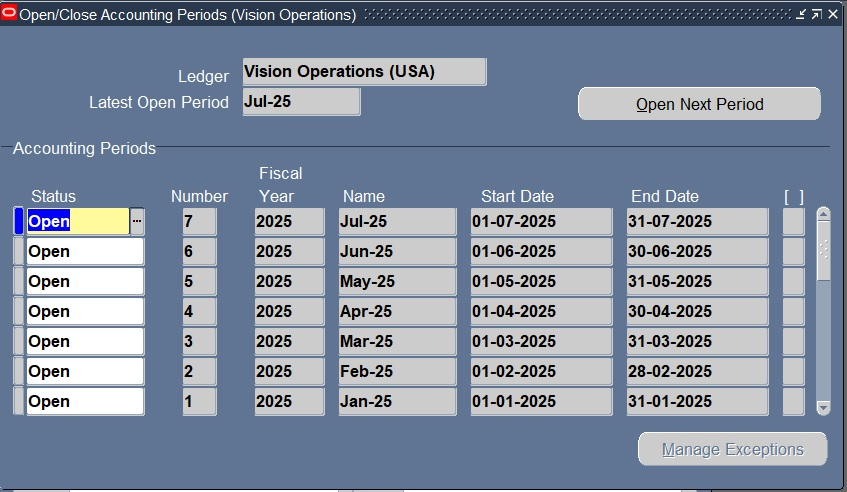 Open/Close Accounting Periods (Vision Operations)
Ledger Vision Operations (USA)
Latest Open Period Jul-25
Open Next Period
Accounting Periods
Fiscal
Status Number Year Name Start Date End Date [ ]
Open ... 7 2025 Jul-25 01-07-2025 31-07-2025
Open 6 2025 Jun-25 01-06-2025 30-06-2025
Open 5 2025 May-25 01-05-2025 31-05-2025
Open 4 2025 Apr-25 01-04-2025 30-04-2025
Open 3 2025 Mar-25 01-03-2025 31-03-2025
Open 2 2025 Feb-25 01-02-2025 28-02-2025
Open 1 2025 Jan-25 01-01-2025 31-01-2025
Manage Exceptions